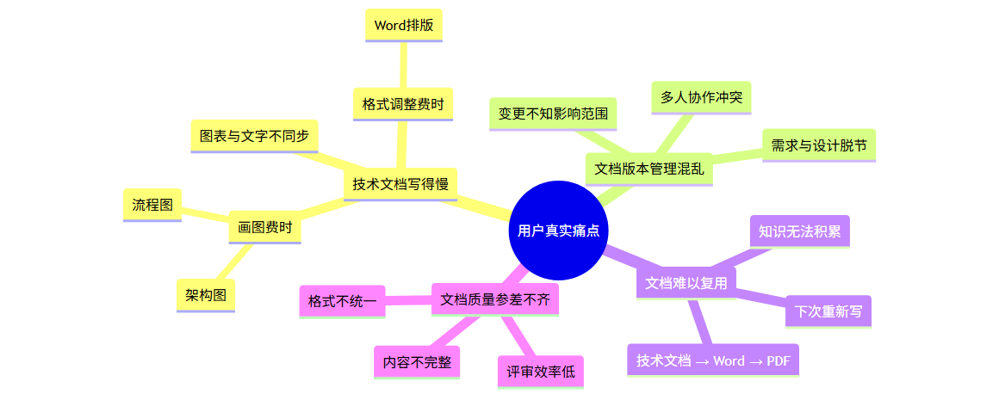 Word排版
格式调整费时
图表与文字不同步
技术文档写得慢
流程图
画图费时
架构图
变更不知影响范围
多人协作冲突
需求与设计脱节
文档版本管理混乱
用户真实痛点
知识无法积累
文档难以复用
下次重新写
技术文档 → Word → PDF
格式不统一
文档质量参差不齐
内容不完整
评审效率低